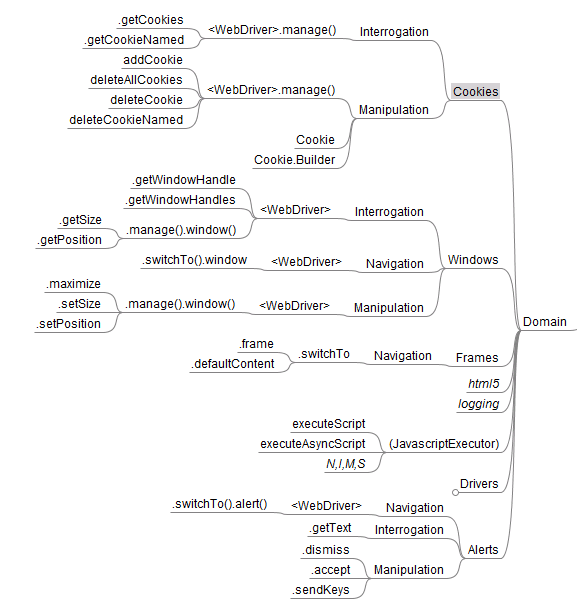 .getCookies
.getCookieNamed
<WebDriver>.manage()
Interrogation
addCookie
deleteAllCookies
deleteCookie
deleteCookieNamed
<WebDriver>.manage()
Cookie
Cookie.Builder
Manipulation
Cookies
.getWindowHandle
.getWindowHandles
.getSize
.getPosition
.manage().window()
<WebDriver>
Interrogation
.switchTo().window
<WebDriver>
Navigation
.maximize
.setSize
.setPosition
.manage().window()
<WebDriver>
Manipulation
Windows
Domain
.frame
.defaultContent
.switchTo
Navigation
Frames
html5
logging
executeScript
executeAsyncScript
N,I,M,S
(JavascriptExecutor)
Drivers
.switchTo().alert()
<WebDriver>
Navigation
.getText
Interrogation
.dismiss
.accept
.sendKeys
Manipulation
Alerts